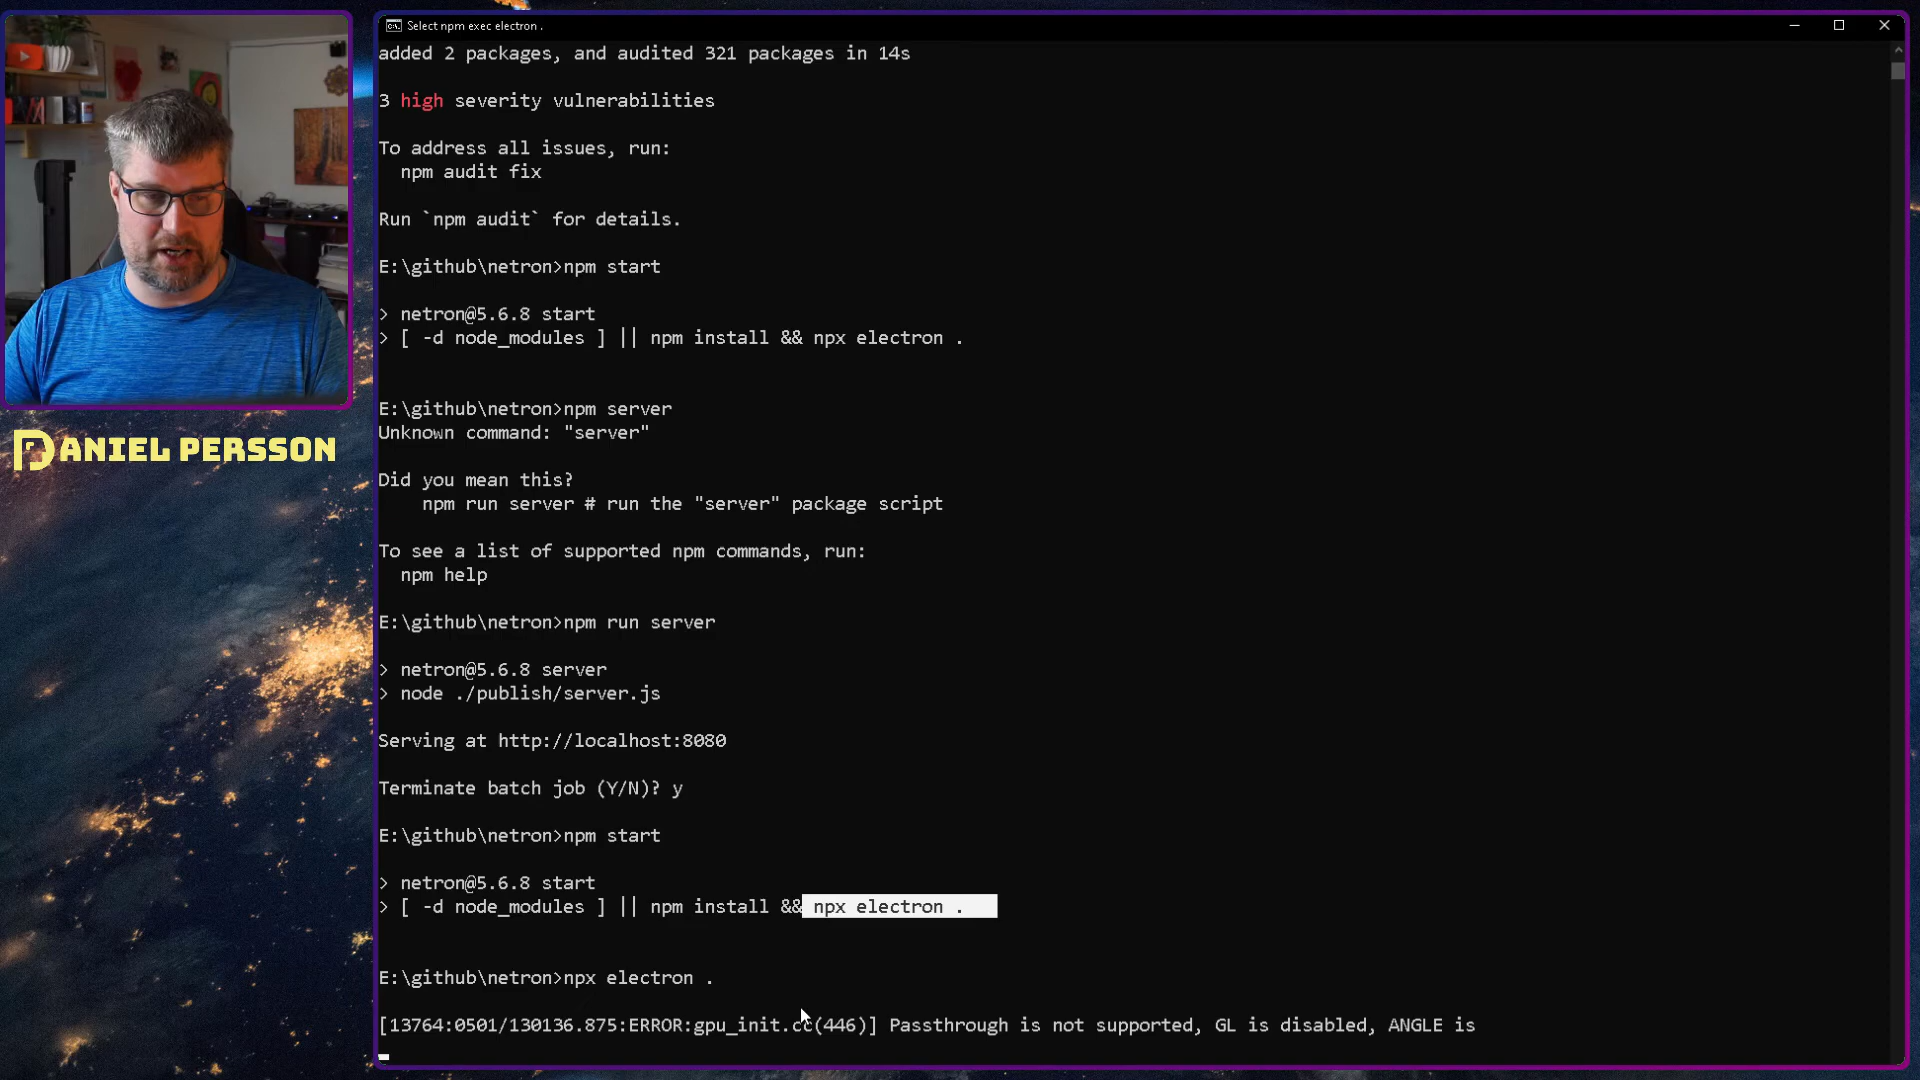 Select npm exec electron .
added 2 packages, and audited 321 packages in 14s
3 high severity vulnerabilities
To address all issues, run:
npm audit fix
Run `npm audit` for details.
E:\github\netron>npm start
> netron@5.6.8 start
> [ -d node_modules ] || npm install && npx electron .
E:\github\netron>npm server
Unknown command: "server"
Did you mean this?
npm run server # run the "server" package script
To see a list of supported npm commands, run:
npm help
E:\github\netron>npm run server
> netron@5.6.8 server
> node ./publish/server.js
Serving at http://localhost:8080
Terminate batch job (Y/N)? y
E:\github\netron>npm start
> netron@5.6.8 start
> [ -d node_modules ] || npm install && npx electron .
E:\github\netron>npx electron .
[13764:0501/130136.875:ERROR:gpu_init.cc(446)] Passthrough is not supported, GL is disabled, ANGLE is
DANIEL PERSSON